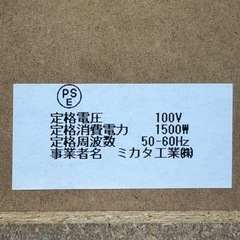 PS
E
定格電圧 100V
定格消費電力 1500W
定格周波数 50-60Hz
事業者名 ミカタ工業㈱